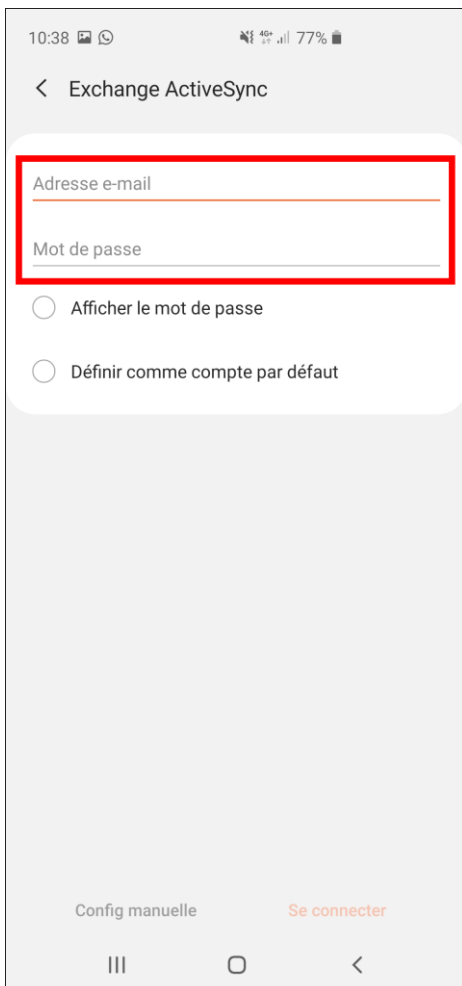 10:38 4G+ 77%
Exchange ActiveSync
Adresse e-mail
Mot de passe
Afficher le mot de passe
Définir comme compte par défaut
Config manuelle Se connecter